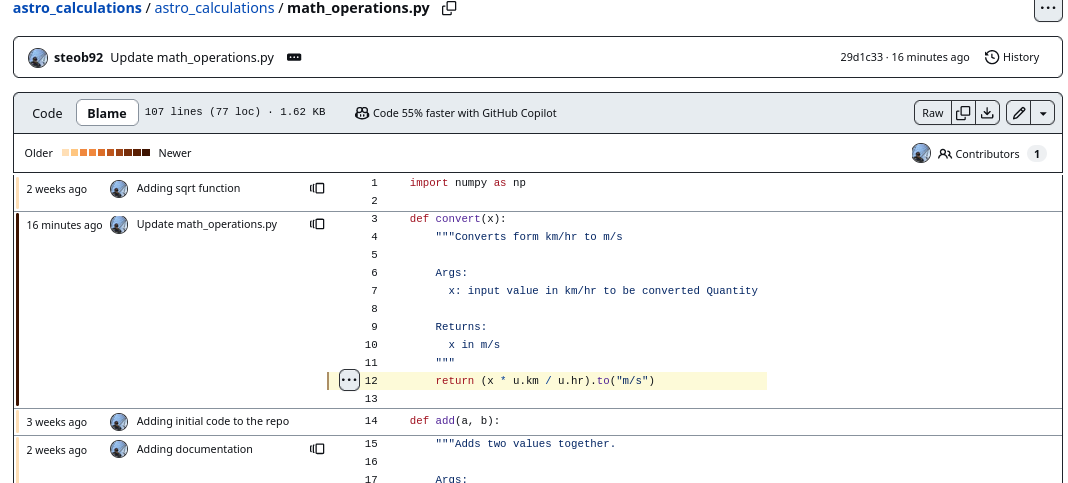 astro_calculations / astro_calculations / math_operations.py
steob92 Update math_operations.py 29d1c33 · 16 minutes ago History
Code Blame 107 lines (77 loc) · 1.62 KB Code 55% faster with GitHub Copilot Raw
Older Newer Contributors 1
2 weeks ago Adding sqrt function 1 import numpy as np
2
16 minutes ago Update math_operations.py 3 def convert(x):
4 """Converts form km/hr to m/s
5
6 Args:
7 x: input value in km/hr to be converted Quantity
8
9 Returns:
10 x in m/s
11 """
12 return (x * u.km / u.hr).to("m/s")
13
3 weeks ago Adding initial code to the repo 14 def add(a, b):
2 weeks ago Adding documentation 15 """Adds two values together.
16
17 Args: